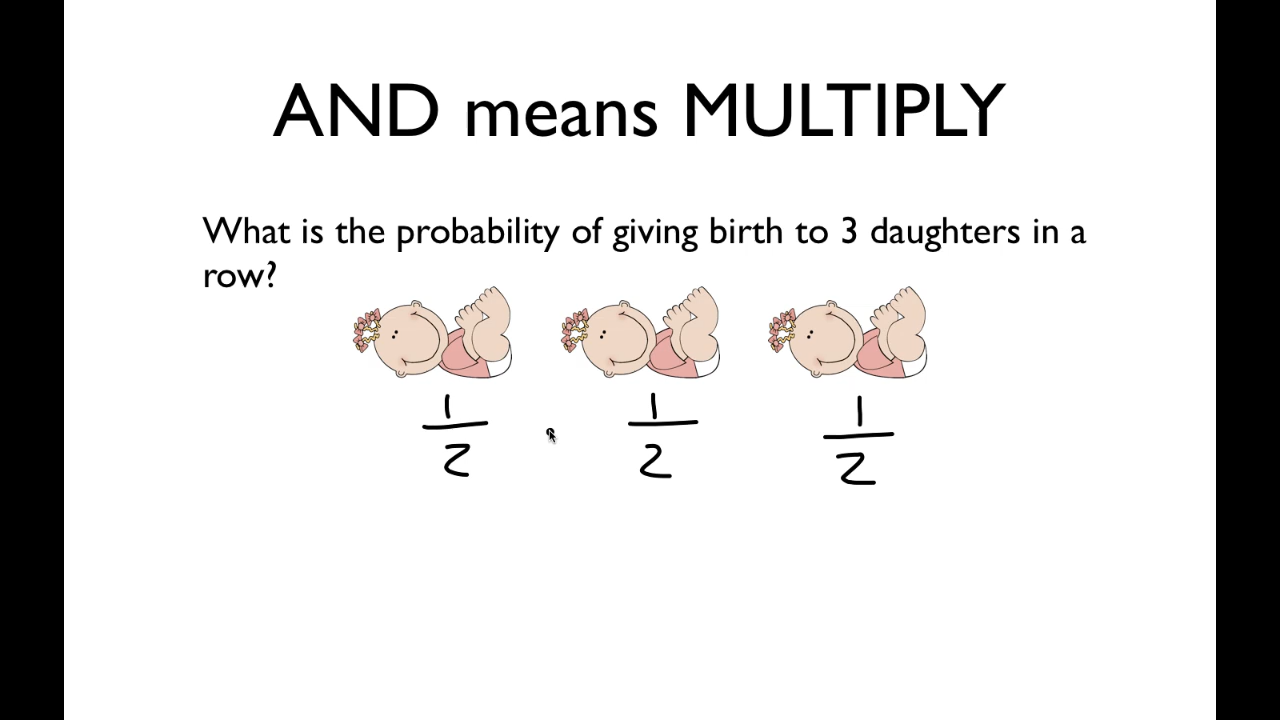 AND means MULTIPLY
What is the probability of giving birth to 3 daughters in a
row?
1/2 · 1/2 1/2